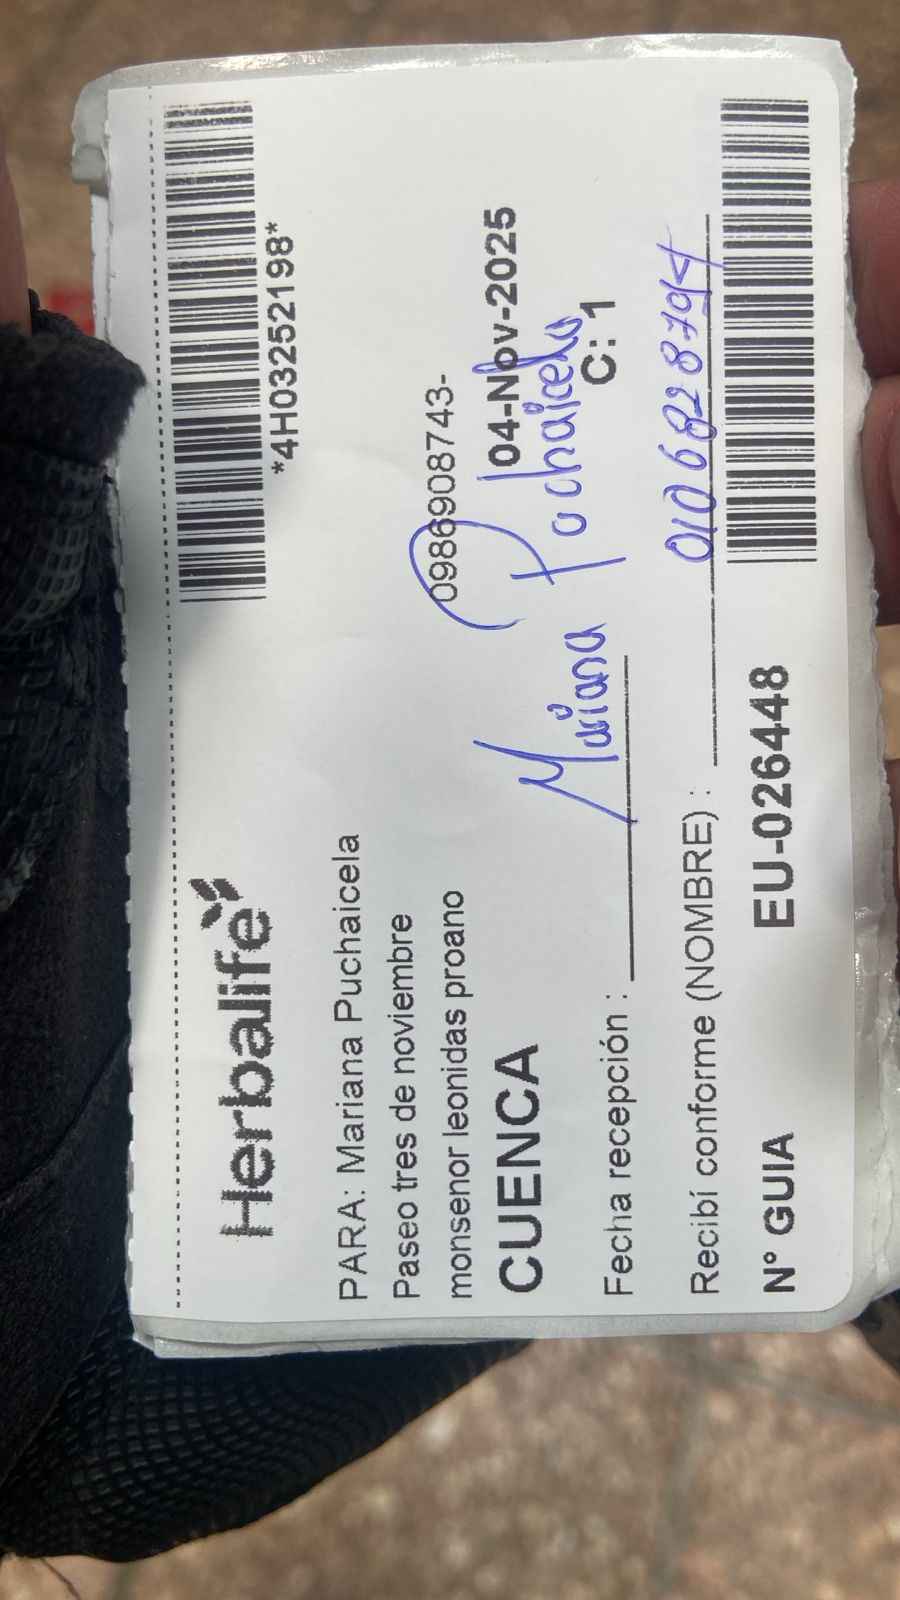 Herbalife
*4H03252198*
PARA: Mariana Puchaicela
Paseo tres de noviembre
monsenor leonidas proano
0986908743-
CUENCA
04-Nov-2025
Mariana Puchaicela
C: 1
Fecha recepción :
Recibí conforme (NOMBRE) :
N° GUIA
EU-026448